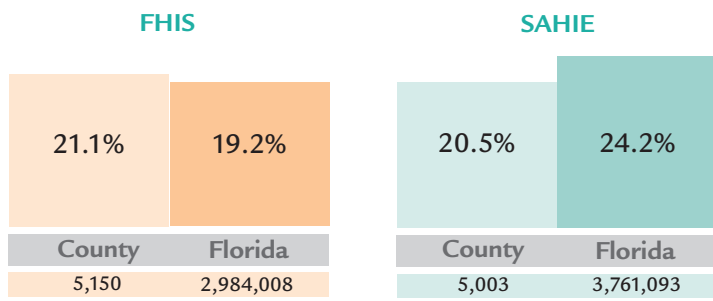 FHIS
21.1% 19.2%
County Florida
5,150 2,984,008
SAHIE
20.5% 24.2%
County Florida
5,003 3,761,093